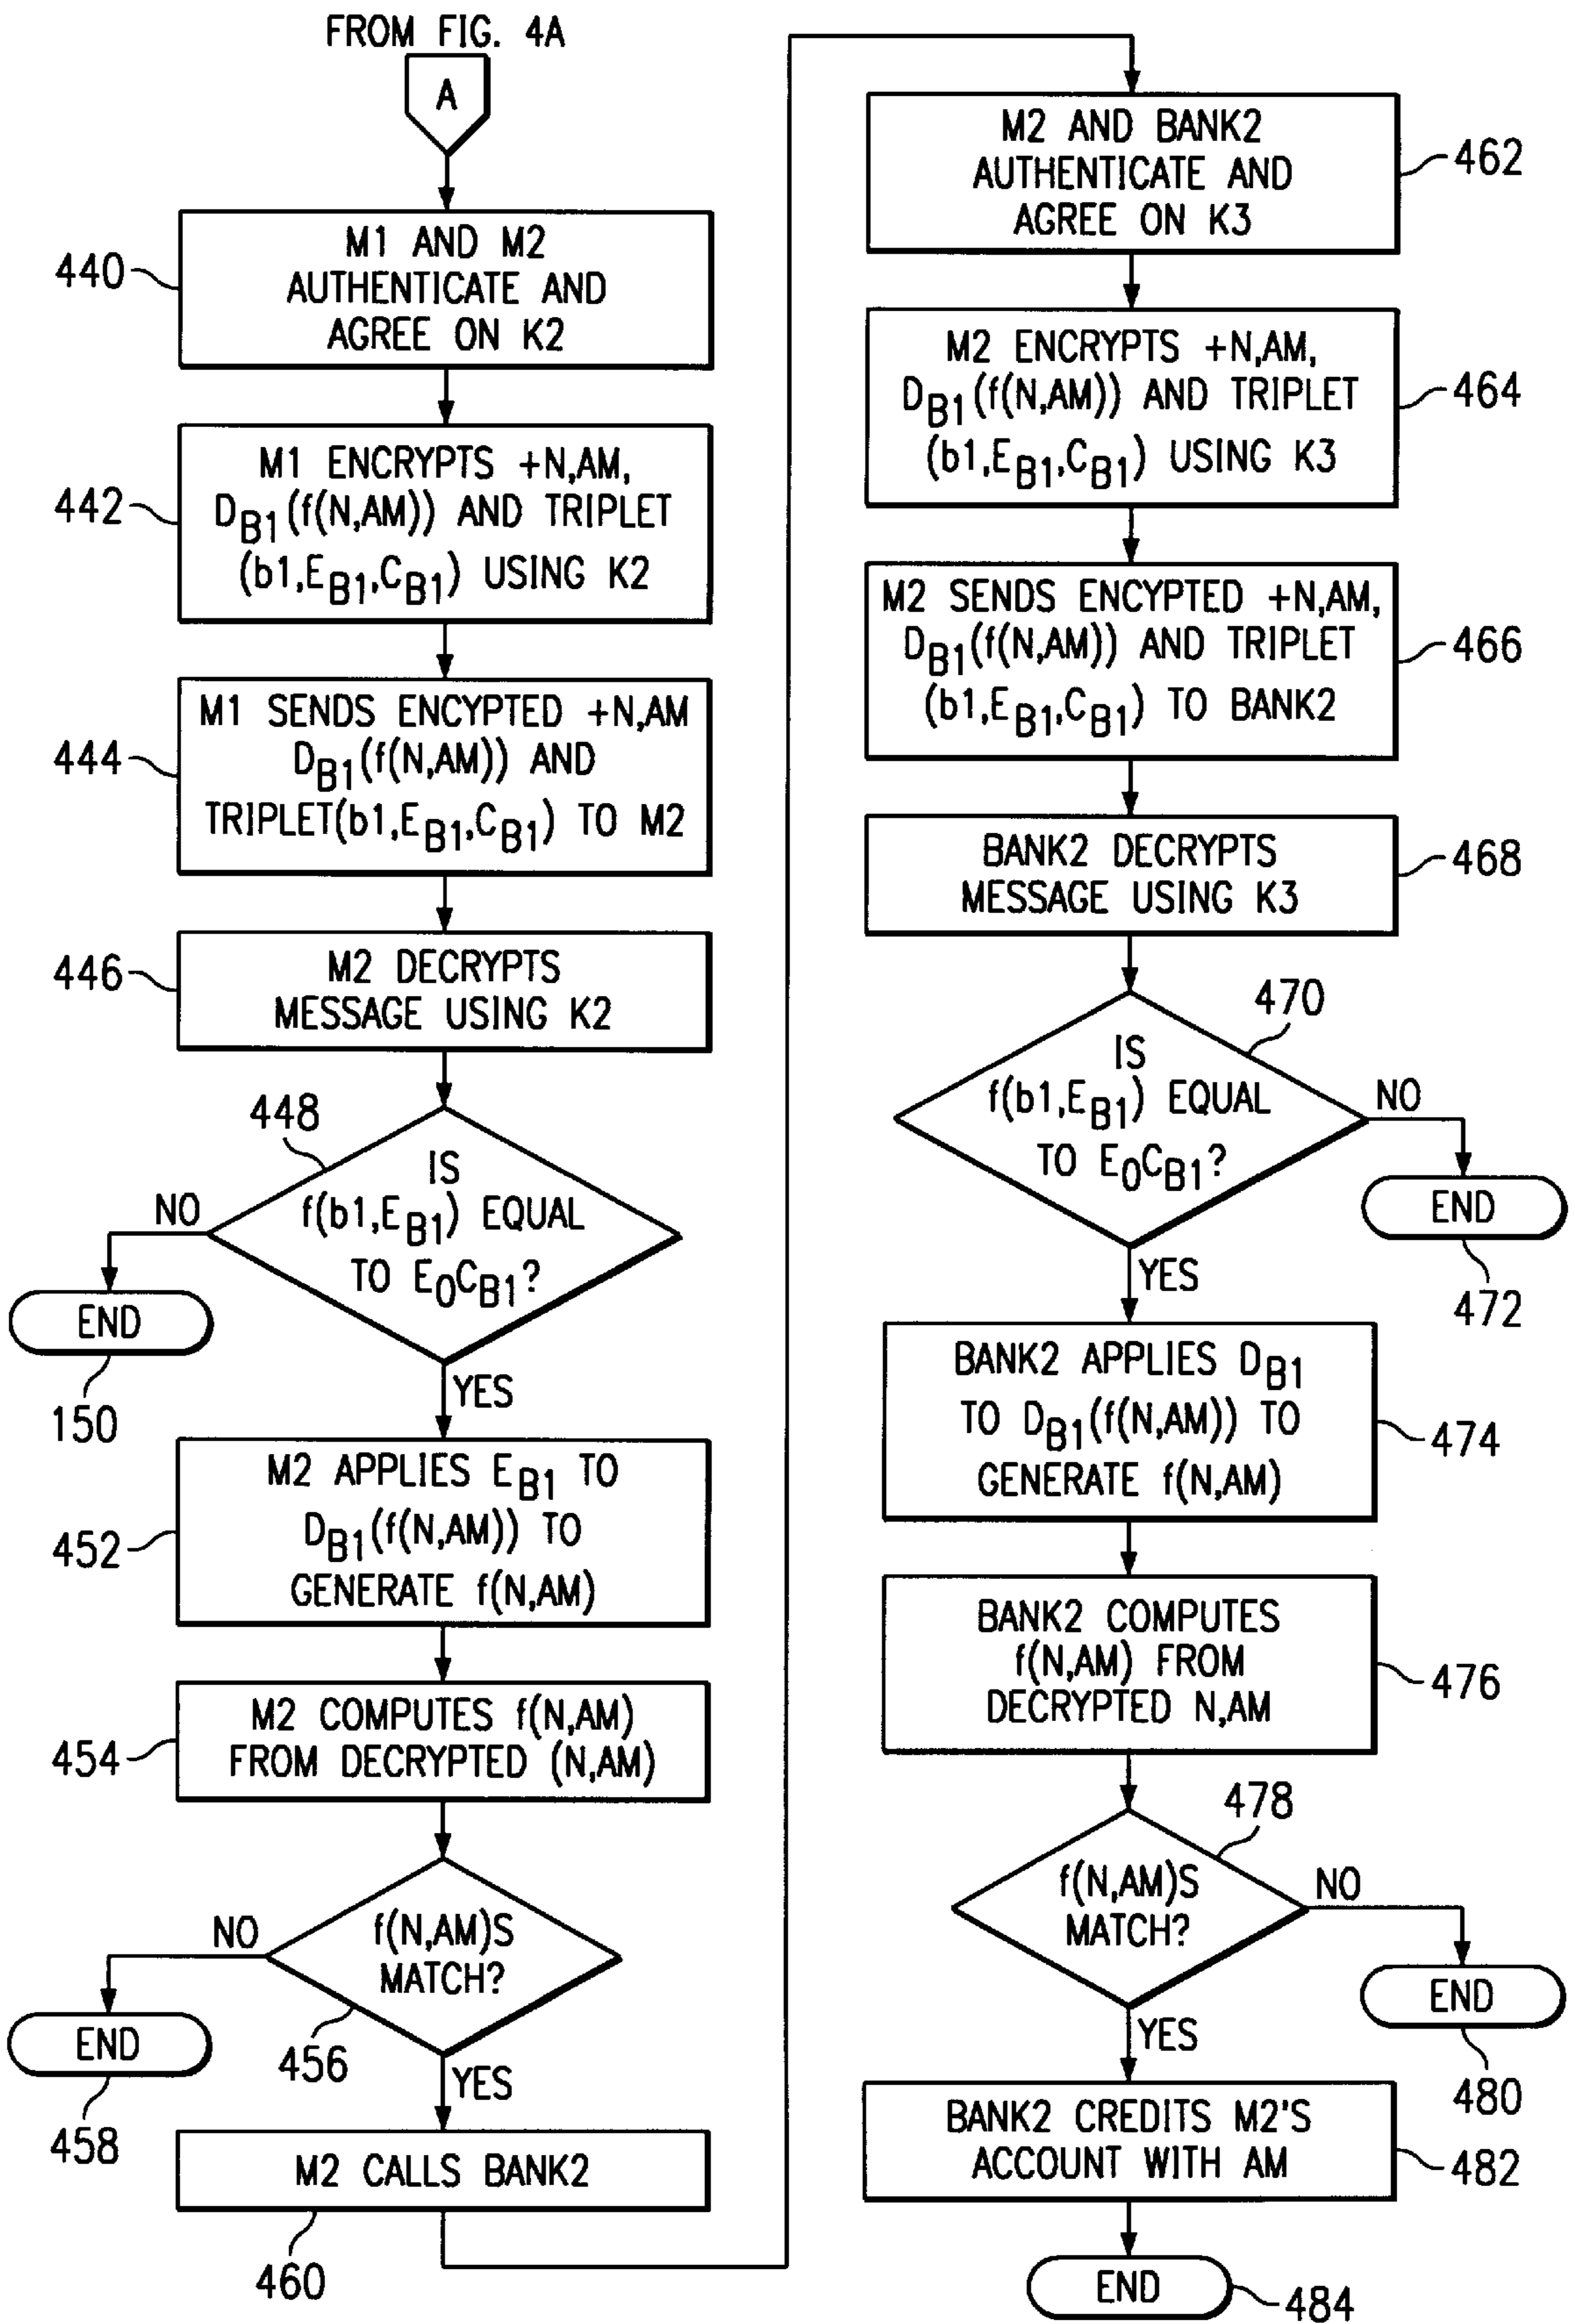 FROM FIG. 4A
A
M1 AND M2
AUTHENTICATE AND
AGREE ON K2
440
M1 ENCRYPTS +N,AM,
DB1(f(N,AM)) AND TRIPLET
(b1,EB1,CB1) USING K2
442
M1 SENDS ENCYPTED +N,AM
DB1(f(N,AM)) AND
TRIPLET(b1,EB1,CB1) TO M2
444
M2 DECRYPTS
MESSAGE USING K2
446
448
IS
f(b1,EB1) EQUAL
TO E0CB1?
NO
END
150
YES
M2 APPLIES EB1 TO
DB1(f(N,AM)) TO
GENERATE f(N,AM)
452
M2 COMPUTES f(N,AM)
FROM DECRYPTED (N,AM)
454
f(N,AM)S
MATCH?
456
NO
END
458
YES
M2 CALLS BANK2
460
M2 AND BANK2
AUTHENTICATE AND
AGREE ON K3
462
M2 ENCRYPTS +N,AM,
DB1(f(N,AM)) AND TRIPLET
(b1,EB1,CB1) USING K3
464
M2 SENDS ENCYPTED +N,AM,
DB1(f(N,AM)) AND TRIPLET
(b1,EB1,CB1) TO BANK2
466
BANK2 DECRYPTS
MESSAGE USING K3
468
470
IS
f(b1,EB1) EQUAL
TO E0CB1?
NO
END
472
YES
BANK2 APPLIES DB1
TO DB1(f(N,AM)) TO
GENERATE f(N,AM)
474
BANK2 COMPUTES
f(N,AM) FROM
DECRYPTED N,AM
476
478
f(N,AM)S
MATCH?
NO
END
480
YES
BANK2 CREDITS M2'S
ACCOUNT WITH AM
482
END
484